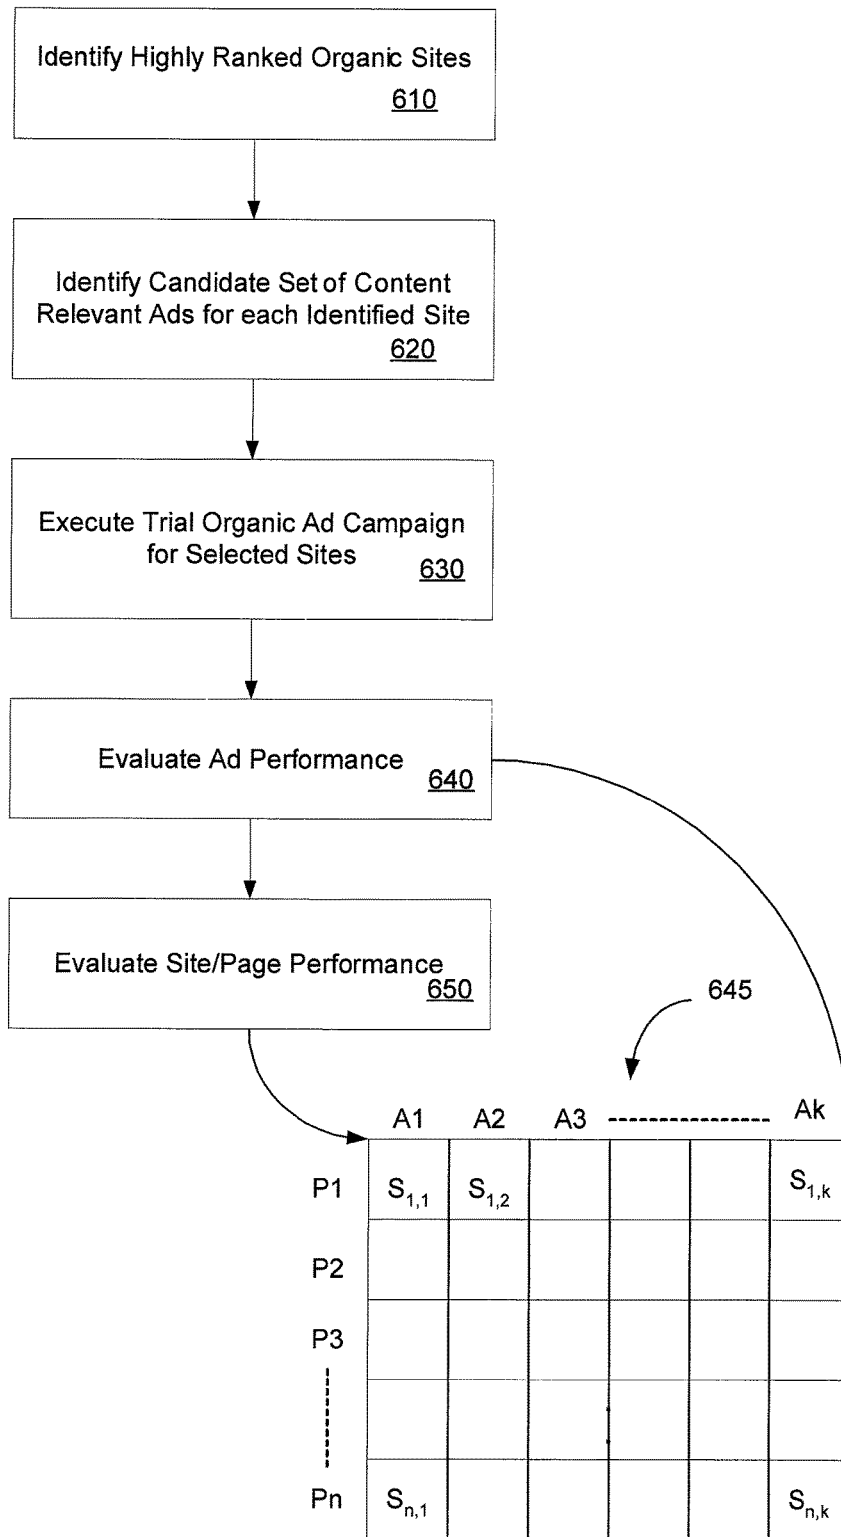 Identify Highly Ranked Organic Sites
610
Identify Candidate Set of Content
Relevant Ads for each Identified Site
620
Execute Trial Organic Ad Campaign
for Selected Sites
630
Evaluate Ad Performance
640
Evaluate Site/Page Performance
650
645
A1 A2 A3 Ak
P1 S1,1 S1,2 S1,k
P2
P3
Pn Sn,1 Sn,k